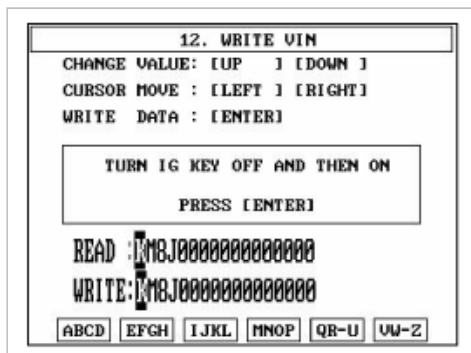 12. WRITE VIN
CHANGE VALUE: [UP ] [DOWN ]
CURSOR MOVE : [LEFT ] [RIGHT]
WRITE DATA : [ENTER]
TURN IG KEY OFF AND THEN ON
PRESS [ENTER]
READ :KM8J0000000000000
WRITE:KM8J0000000000000
ABCD EFGH IJKL MNOP QR-U VW-Z